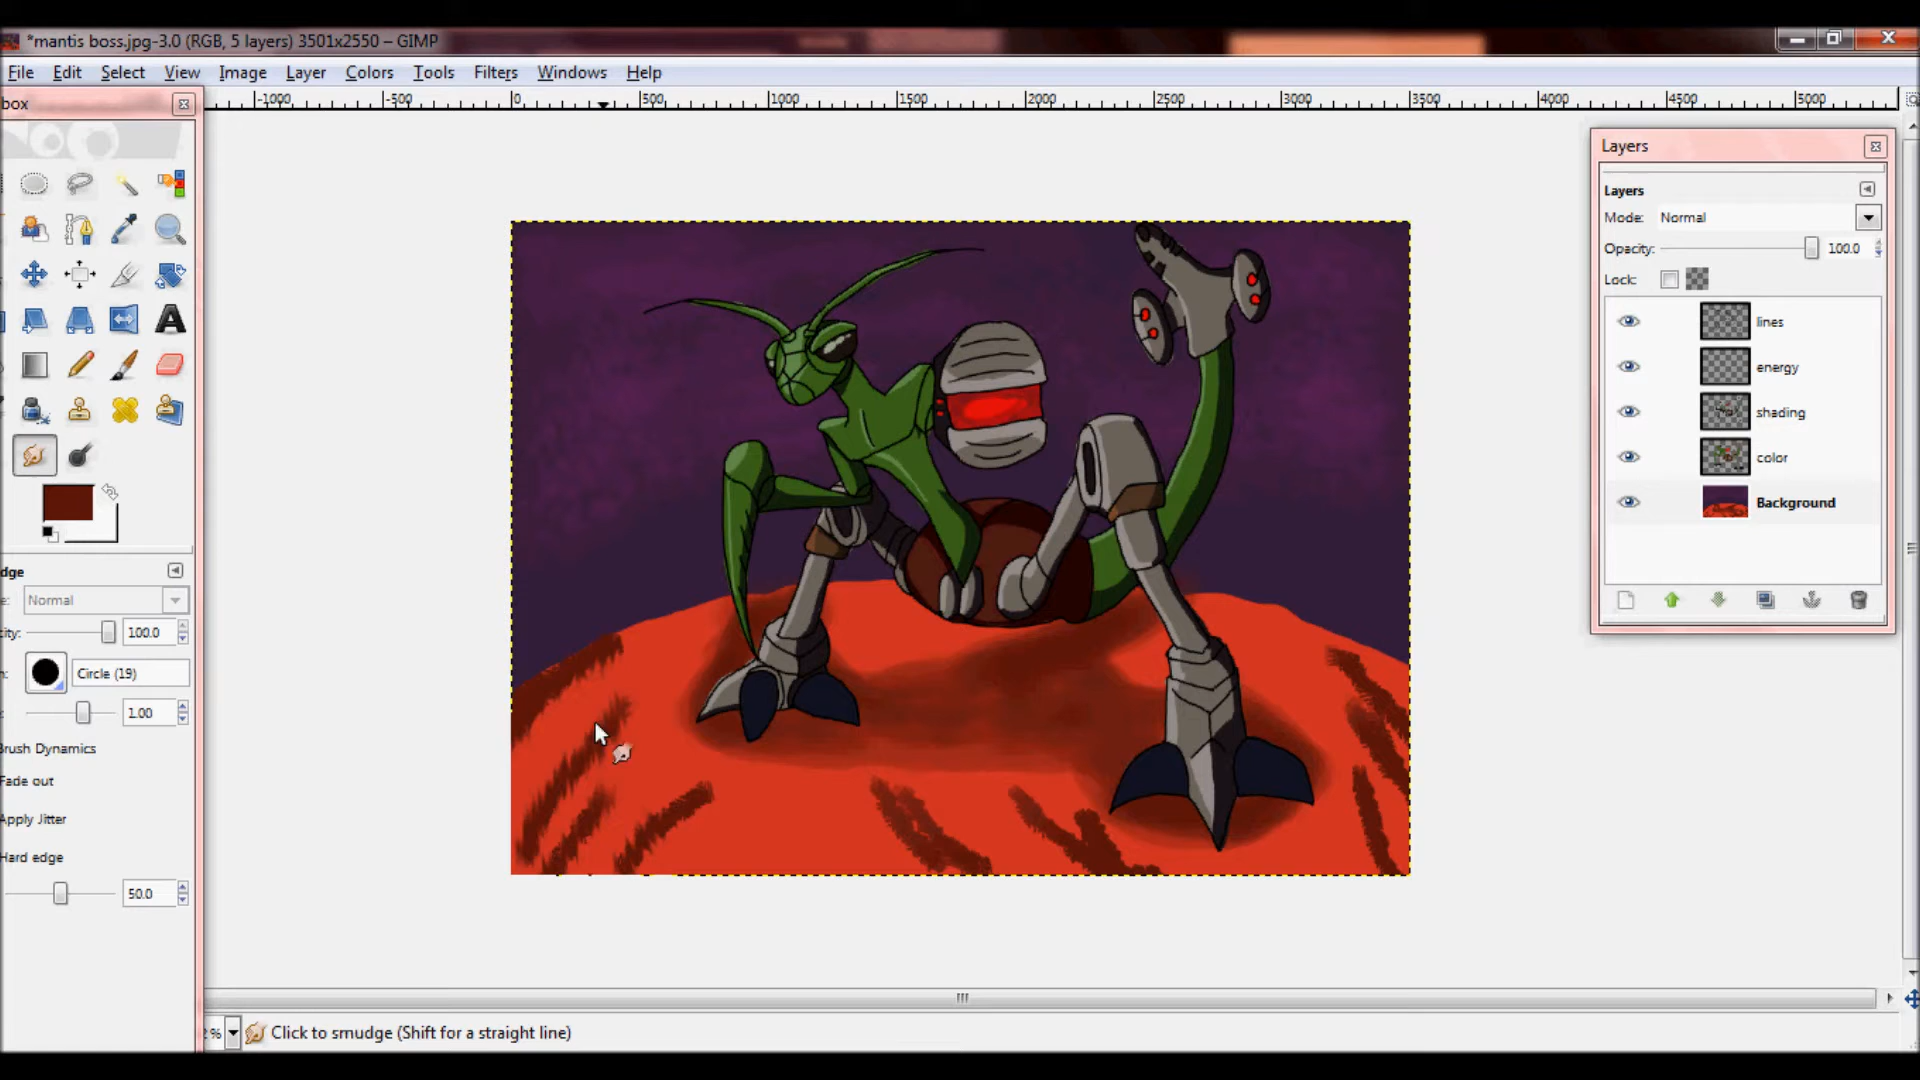 *mantis boss.jpg-3.0 (RGB, 5 layers) 3501x2550 – GIMP
File Edit Select View Image Layer Colors Tools Filters Windows Help
box
-1000 -500 0 500 1000 1500 2000 2500 3000 3500 4000 4500 5000
Layers
Layers
Mode: Normal
Opacity: 100.0
Lock:
lines
energy
shading
color
Background
dge
e: Normal
city: 100.0
n: Circle (19)
: 1.00
Brush Dynamics
Fade out
Apply Jitter
Hard edge
50.0
% Click to smudge (Shift for a straight line)